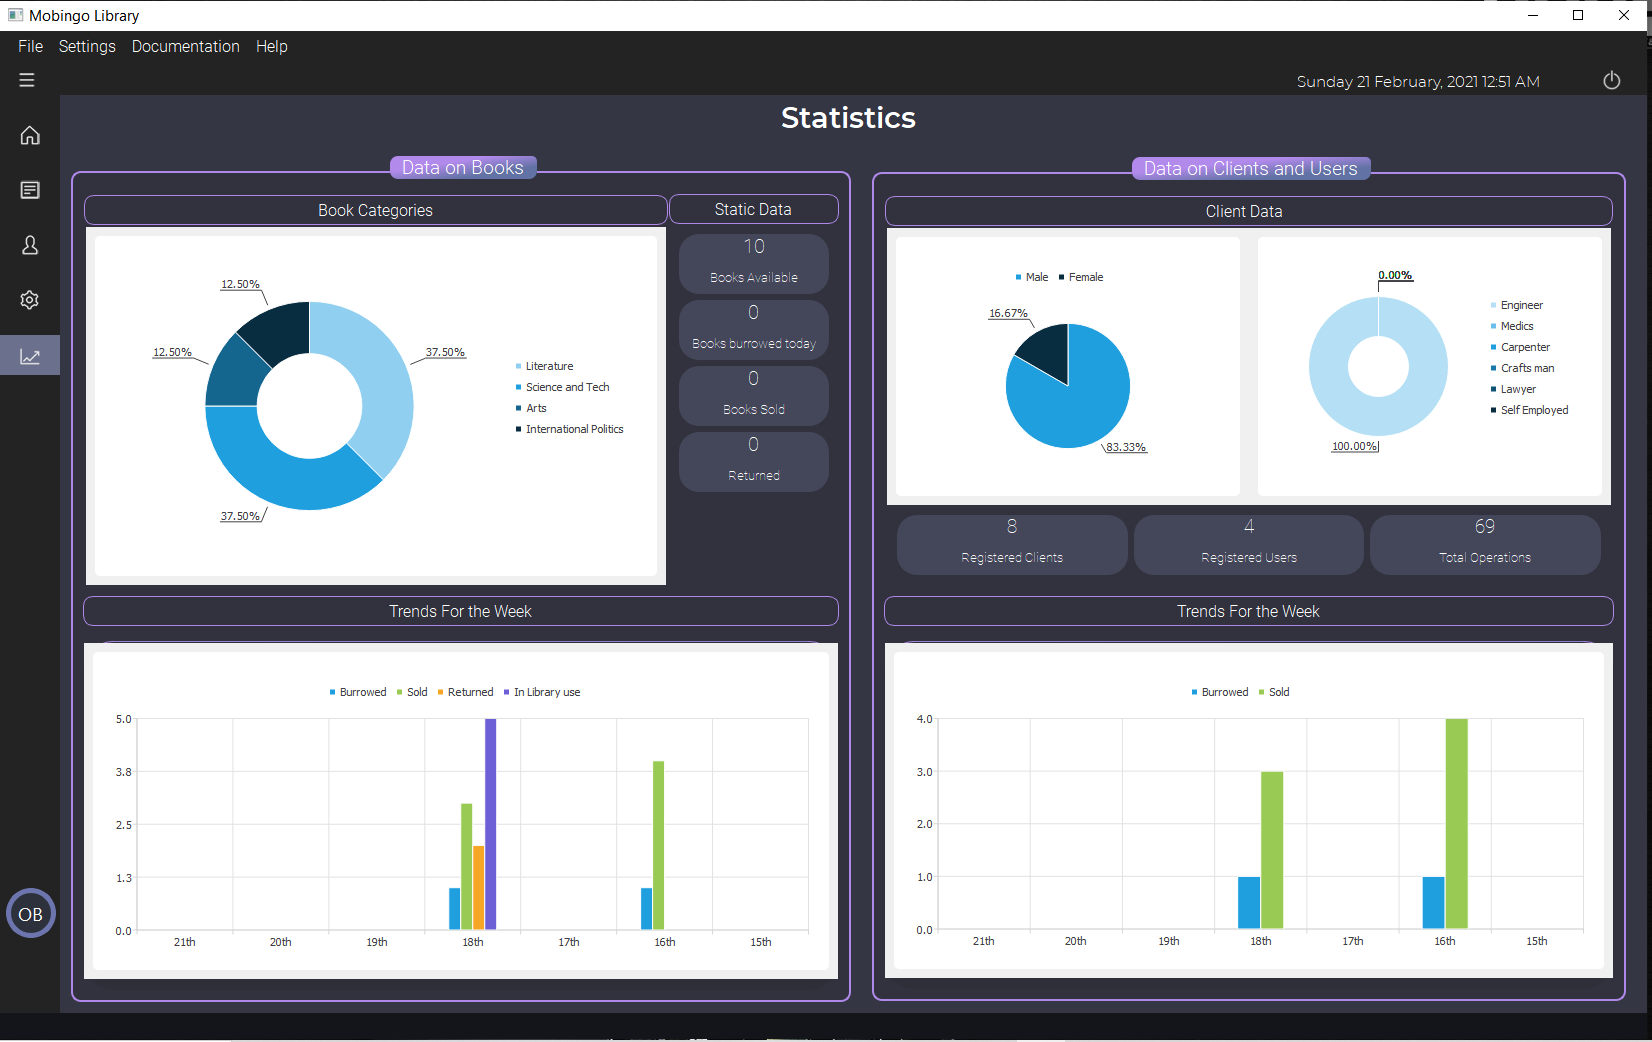 Mobingo Library
File Settings Documentation Help
Sunday 21 February, 2021 12:51 AM
Statistics
Data on Books
Book Categories
Static Data
12.50%
12.50%
37.50%
37.50%
Literature
Science and Tech
Arts
International Politics
10
Books Available
0
Books burrowed today
0
Books Sold
0
Returned
Trends For the Week
Burrowed Sold Returned In Library use
5.0
3.8
2.5
1.3
0.0
21th 20th 19th 18th 17th 16th 15th
Data on Clients and Users
Client Data
Male Female
16.67%
83.33%
0.00%
100.00%
Engineer
Medics
Carpenter
Crafts man
Lawyer
Self Employed
8
Registered Clients
4
Registered Users
69
Total Operations
Trends For the Week
Burrowed Sold
4.0
3.0
2.0
1.0
0.0
21th 20th 19th 18th 17th 16th 15th
OB